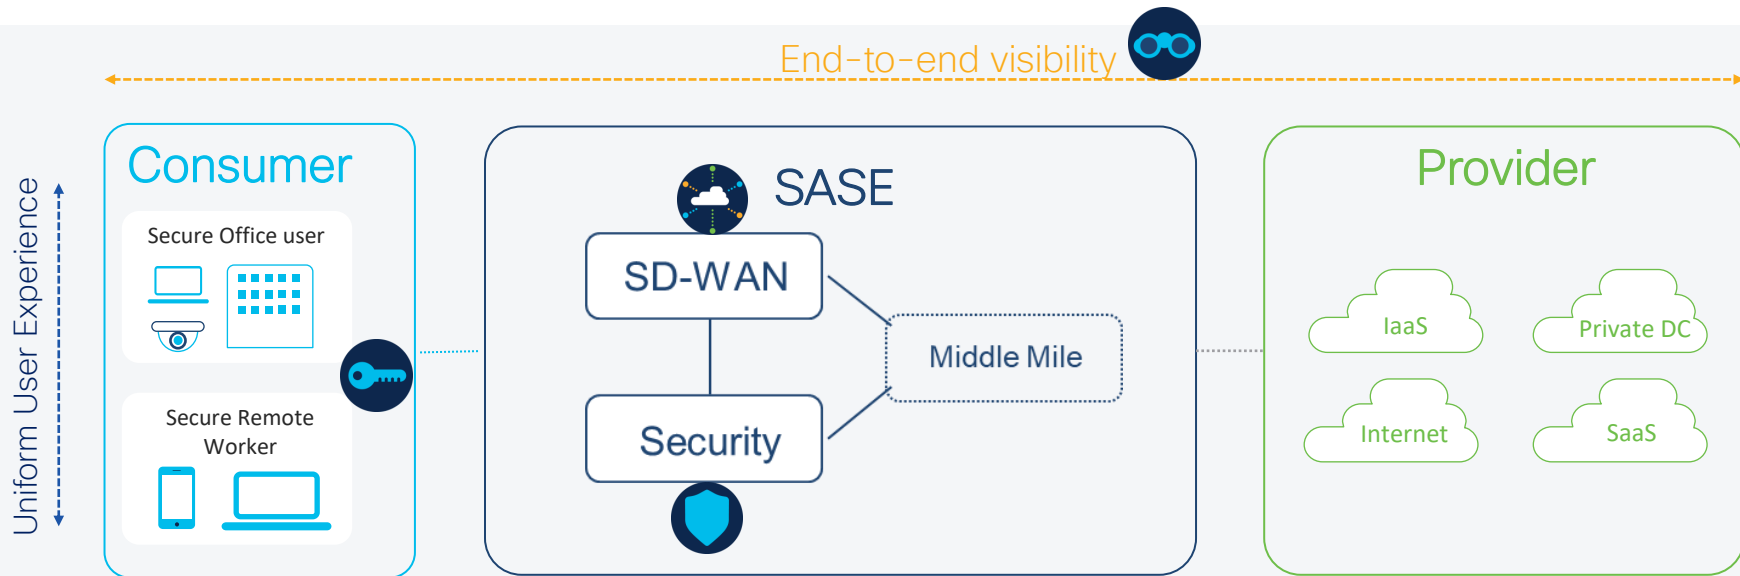 End-to-end visibility
Uniform User Experience
Consumer
Secure Office user
Secure Remote
Worker
SASE
SD-WAN
Middle Mile
Security
Provider
IaaS
Private DC
Internet
SaaS